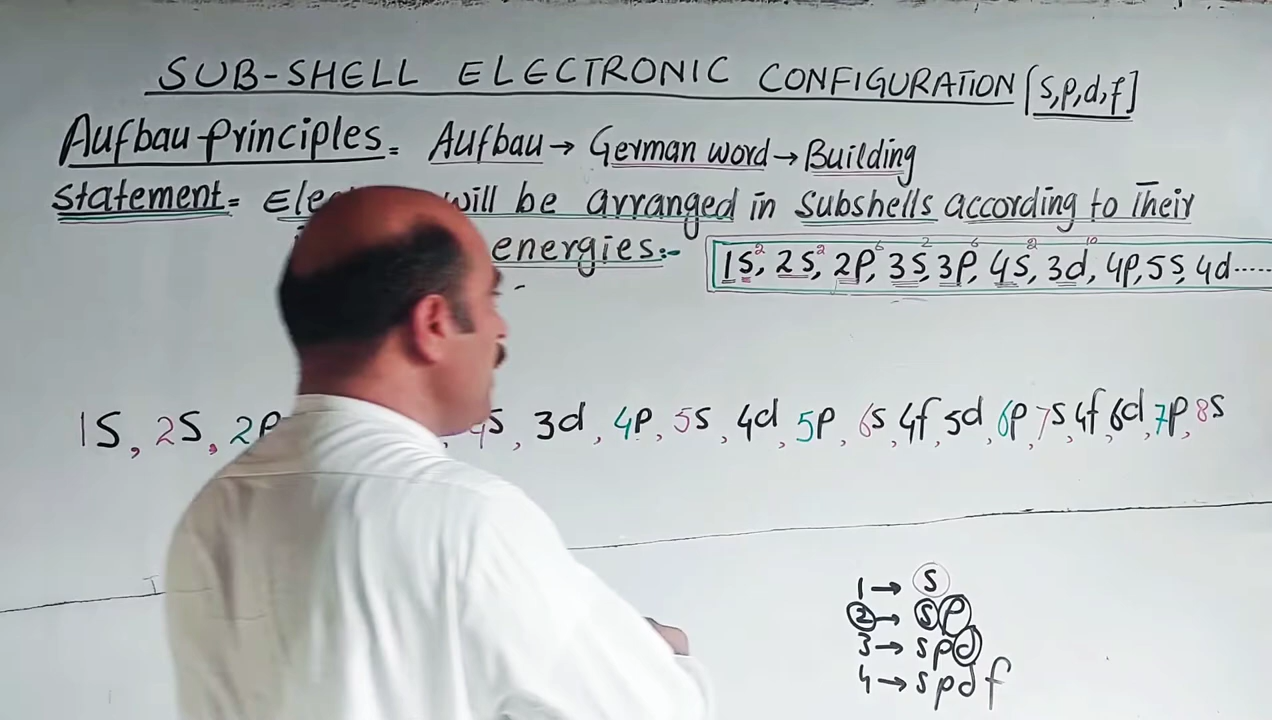 SUB-SHELL ELECTRONIC CONFIGURATION [s,p,d,f]
Aufbau principles = Aufbau → German word → Building
Statement = will be arranged in subshells according to Their
energies:-
1s², 2s², 2p⁶, 3s², 3p⁶, 4s², 3d¹⁰, 4p, 5s, 4d.....
1s, 2s, 2p 4s, 3d, 4p, 5s, 4d, 5p, 6s, 4f, 5d, 6p, 7s, 4f, 6d, 7p, 8s
1 → s
2 → s p
3 → s p d
4 → s p d f